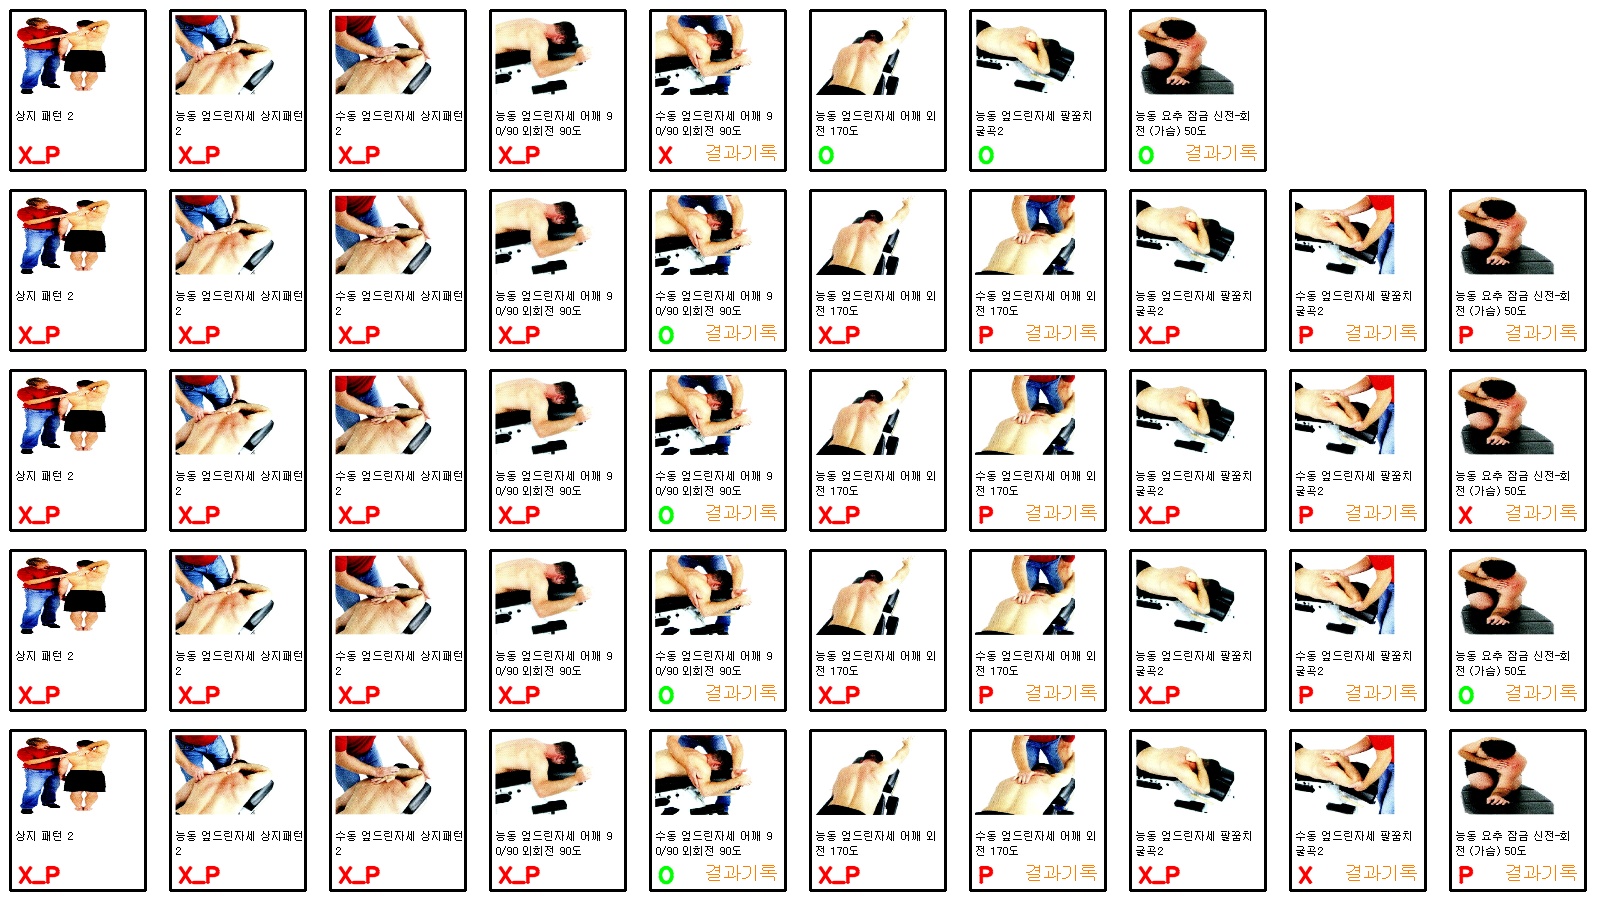 상지 패턴 2
X_P
능동 엎드린자세 상지패턴
2
X_P
수동 엎드린자세 상지패턴
2
X_P
능동 엎드린자세 어깨 9
0/90 외회전 90도
X_P
수동 엎드린자세 어깨 9
0/90 외회전 90도
X 결과기록
능동 엎드린자세 어깨 외
전 170도
O
능동 엎드린자세 팔꿈치
굴곡2
O
능동 요추 잠금 신전-회
전 (가슴) 50도
O 결과기록
상지 패턴 2
X_P
능동 엎드린자세 상지패턴
2
X_P
수동 엎드린자세 상지패턴
2
X_P
능동 엎드린자세 어깨 9
0/90 외회전 90도
X_P
수동 엎드린자세 어깨 9
0/90 외회전 90도
O 결과기록
능동 엎드린자세 어깨 외
전 170도
X_P
수동 엎드린자세 어깨 외
전 170도
P 결과기록
능동 엎드린자세 팔꿈치
굴곡2
X_P
수동 엎드린자세 팔꿈치
굴곡2
P 결과기록
능동 요추 잠금 신전-회
전 (가슴) 50도
P 결과기록
상지 패턴 2
X_P
능동 엎드린자세 상지패턴
2
X_P
수동 엎드린자세 상지패턴
2
X_P
능동 엎드린자세 어깨 9
0/90 외회전 90도
X_P
수동 엎드린자세 어깨 9
0/90 외회전 90도
O 결과기록
능동 엎드린자세 어깨 외
전 170도
X_P
수동 엎드린자세 어깨 외
전 170도
P 결과기록
능동 엎드린자세 팔꿈치
굴곡2
X_P
수동 엎드린자세 팔꿈치
굴곡2
P 결과기록
능동 요추 잠금 신전-회
전 (가슴) 50도
X 결과기록
상지 패턴 2
X_P
능동 엎드린자세 상지패턴
2
X_P
수동 엎드린자세 상지패턴
2
X_P
능동 엎드린자세 어깨 9
0/90 외회전 90도
X_P
수동 엎드린자세 어깨 9
0/90 외회전 90도
O 결과기록
능동 엎드린자세 어깨 외
전 170도
X_P
수동 엎드린자세 어깨 외
전 170도
P 결과기록
능동 엎드린자세 팔꿈치
굴곡2
X_P
수동 엎드린자세 팔꿈치
굴곡2
P 결과기록
능동 요추 잠금 신전-회
전 (가슴) 50도
O 결과기록
상지 패턴 2
X_P
능동 엎드린자세 상지패턴
2
X_P
수동 엎드린자세 상지패턴
2
X_P
능동 엎드린자세 어깨 9
0/90 외회전 90도
X_P
수동 엎드린자세 어깨 9
0/90 외회전 90도
O 결과기록
능동 엎드린자세 어깨 외
전 170도
X_P
수동 엎드린자세 어깨 외
전 170도
P 결과기록
능동 엎드린자세 팔꿈치
굴곡2
X_P
수동 엎드린자세 팔꿈치
굴곡2
X 결과기록
능동 요추 잠금 신전-회
전 (가슴) 50도
P 결과기록